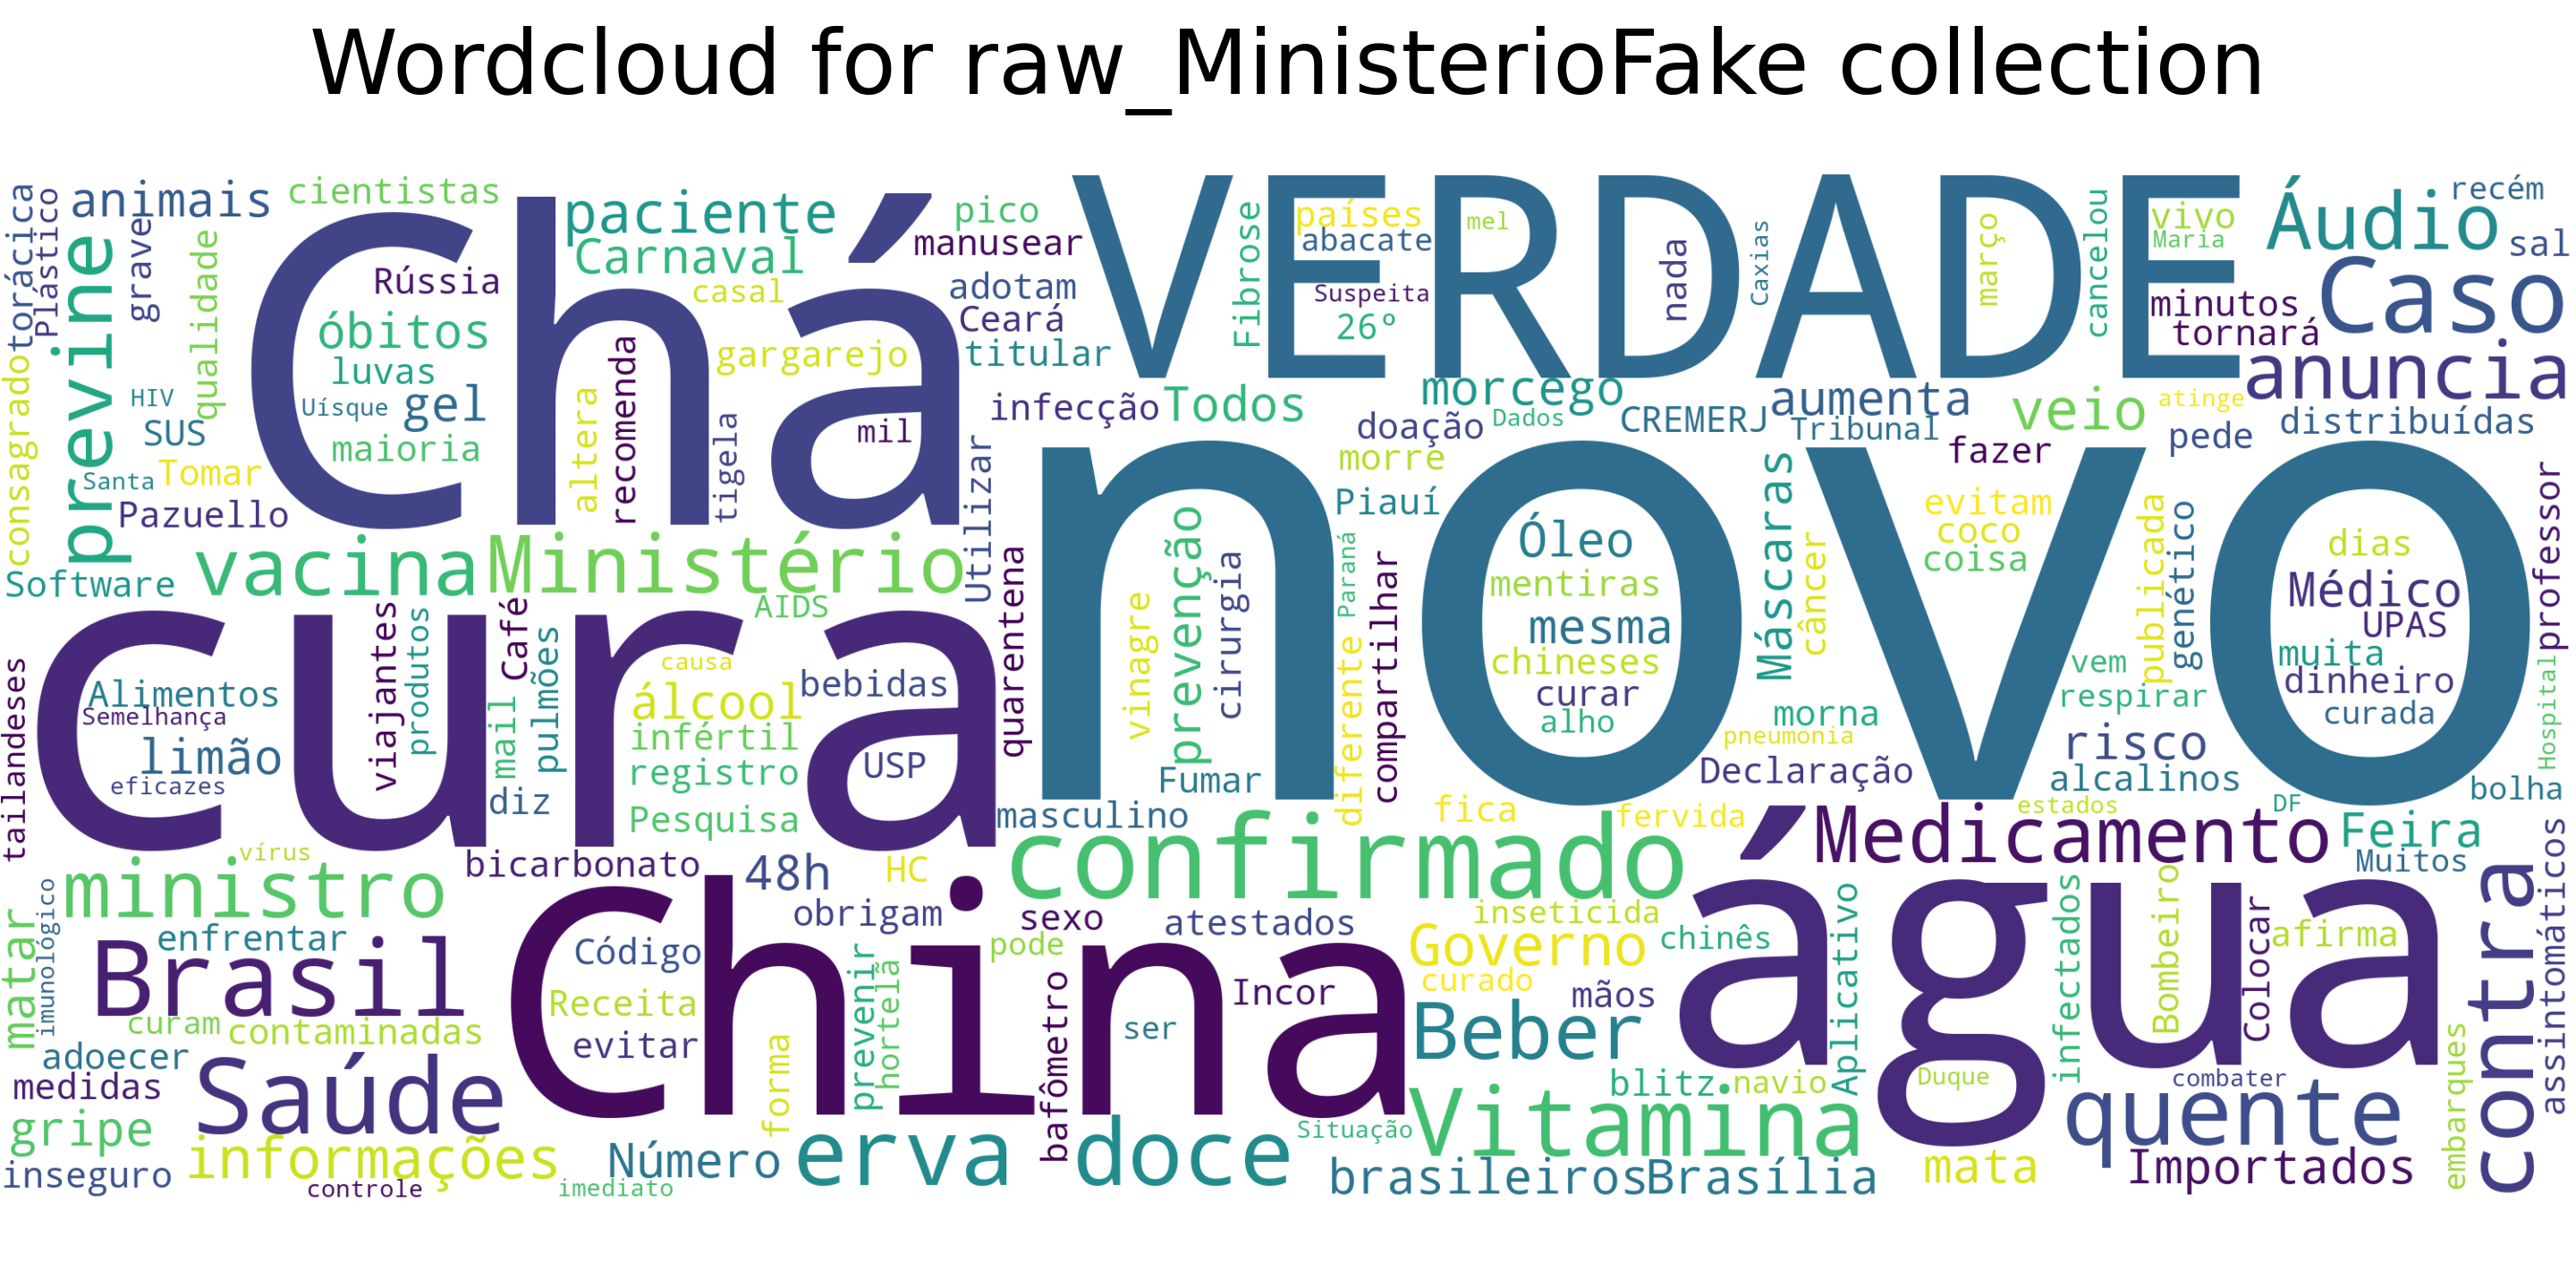 Wordcloud for raw_MinisterioFake collection
Chá
VERDADE
novo
cura
China
água
confirmado
Medicamento
Ministério
vacina
previne
paciente
Carnaval
animais
cientistas
torácica
Plástico
grave
qualidade
consagrado
Rússia
óbitos
luvas
HIV
SUS
Uísque
gel
maioria
Santa
Tomar
Pazuello
Software
casal
gargarejo
altera
recomenda
tigela
mil
pico
manusear
adotam
Ceará
titular
infecção
Todos
Utilizar
Fibrose
países
abacate
mel
Suspeita
26º
nada
Caxias
março
cancelou
vivo
Maria
Áudio
recém
sal
Caso
minutos
tornará
anuncia
morcego
doação
Dados
CREMERJ
aumenta
Tribunal
veio
atinge
pede
distribuídas
fazer
morre
Piauí
Máscaras
câncer
evitam
coco
coisa
publicada
genético
professor
Óleo
mentiras
mesma
chineses
curar
alho
dias
Médico
UPAS
muita
dinheiro
curada
Hospital
bolha
quarentena
vinagre
prevenção
cirurgia
Paraná
diferente
compartilhar
Fumar
masculino
morna
pneumonia
Declaração
vem
respirar
risco
alcalinos
estados
DF
fica
fervida
tailandeses
Alimentos
Semelhança
limão
eficazes
viajantes
produtos
Café
mail
pulmões
diz
AIDS
causa
álcool
bebidas
infértil
registro
USP
Pesquisa
vírus
ministro
bicarbonato
48h
HC
obrigam
sexo
pode
atestados
matar
imunológico
enfrentar
Brasil
curam
contaminadas
adoecer
medidas
Saúde
gripe
inseguro
informações
controle
Código
Receita
evitar
forma
prevenir
hortelã
bafômetro
ser
Incor
Número
imediato
erva doce
Situação
inseticida
Governo
chinês
curado
mãos
Beber
Aplicativo
blitz
navio
Vitamina
brasileiros
Brasília
Duque
infectados
Bombeiro
Colocar
afirma
combater
quente
mata
Importados
embarques
contra
assintomáticos
Feira
Muitos